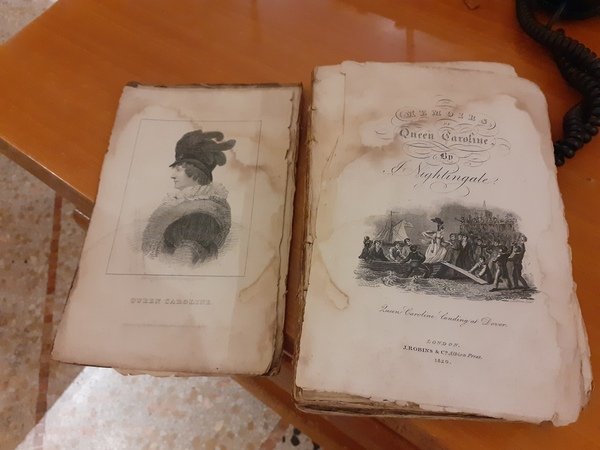 QUEEN CAROLINE.
MEMOIRS
OF
Queen Caroline,
By
J. Nightingale.
Queen Caroline landing at Dover.
LONDON.
J. ROBINS & Co. Albion Press.
1820.